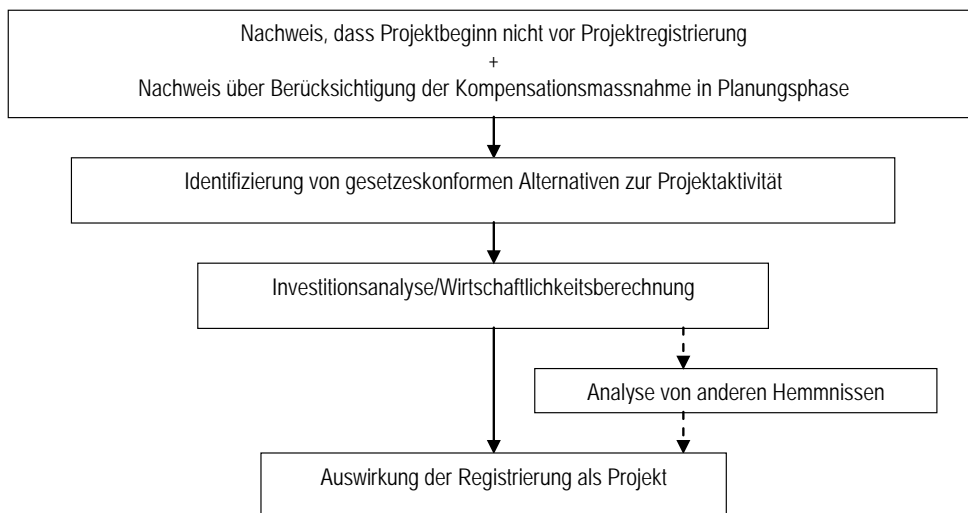 Nachweis, dass Projektbeginn nicht vor Projektregistrierung
+
Nachweis über Berücksichtigung der Kompensationsmassnahme in Planungsphase
Identifizierung von gesetzeskonformen Alternativen zur Projektaktivität
Investitionsanalyse/Wirtschaftlichkeitsberechnung
Analyse von anderen Hemmnissen
Auswirkung der Registrierung als Projekt